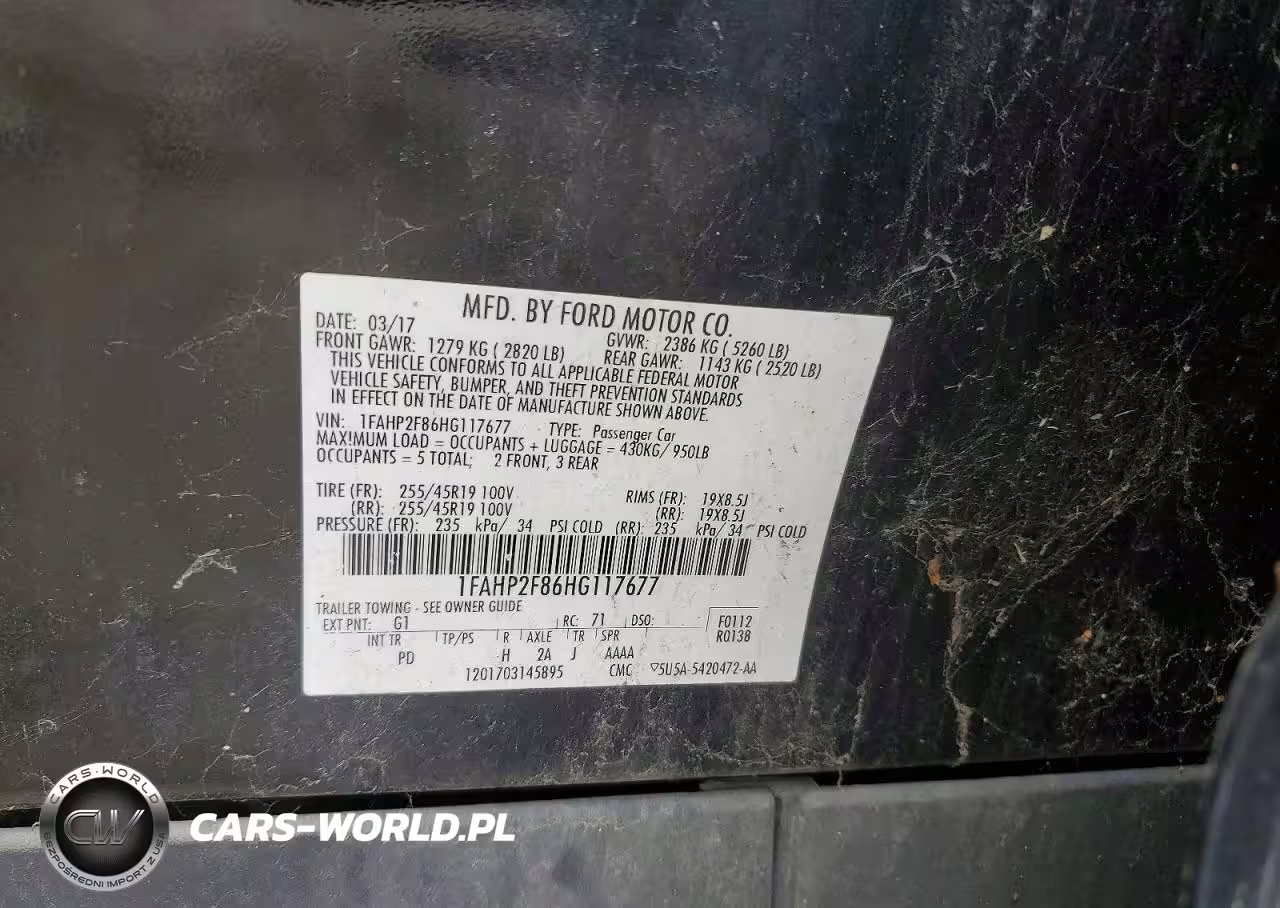 MFD. BY FORD MOTOR CO.
DATE: 03/17 GVWR: 2386 KG ( 5260 LB)
FRONT GAWR: 1279 KG ( 2820 LB) REAR GAWR: 1143 KG ( 2520 LB)
THIS VEHICLE CONFORMS TO ALL APPLICABLE FEDERAL MOTOR
VEHICLE SAFETY, BUMPER, AND THEFT PREVENTION STANDARDS
IN EFFECT ON THE DATE OF MANUFACTURE SHOWN ABOVE.
VIN: 1FAHP2F86HG117677 TYPE: Passenger Car
MAXIMUM LOAD = OCCUPANTS + LUGGAGE = 430KG/ 950LB
OCCUPANTS = 5 TOTAL; 2 FRONT, 3 REAR
TIRE (FR): 255/45R19 100V RIMS (FR): 19X8.5J
(RR): 255/45R19 100V (RR): 19X8.5J
PRESSURE (FR): 235 kPa/ 34 PSI COLD (RR): 235 kPa/ 34 PSI COLD
1FAHP2F86HG117677
TRAILER TOWING - SEE OWNER GUIDE
EXT PNT: G1 RC: 71 DSO: F0112
INT TR TP/PS R AXLE TR SPR R0138
PD H 2A J AAAA
1201703145895 CMC 5U5A-5420472-AA
CARS-WORLD
CW
BEZPOŚREDNI IMPORT Z USA
CARS-WORLD.PL